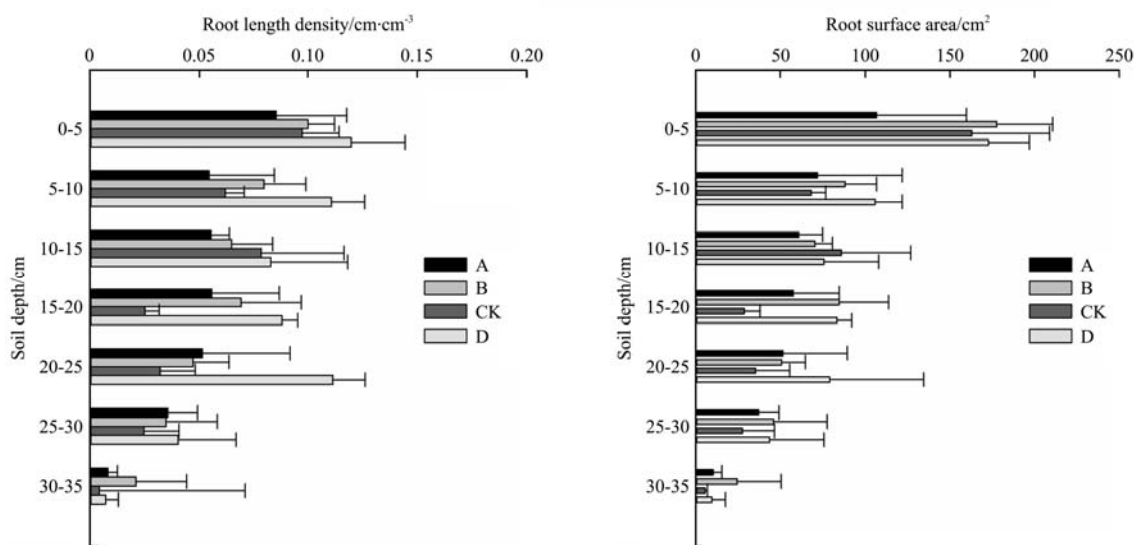 Root length density/cm·cm⁻³
0 0.05 0.10 0.15 0.20
0-5
5-10
10-15
15-20
20-25
25-30
30-35
Soil depth/cm
A
B
CK
D
Root surface area/cm²
0 50 100 150 200 250
0-5
5-10
10-15
15-20
20-25
25-30
30-35
Soil depth/cm
A
B
CK
D